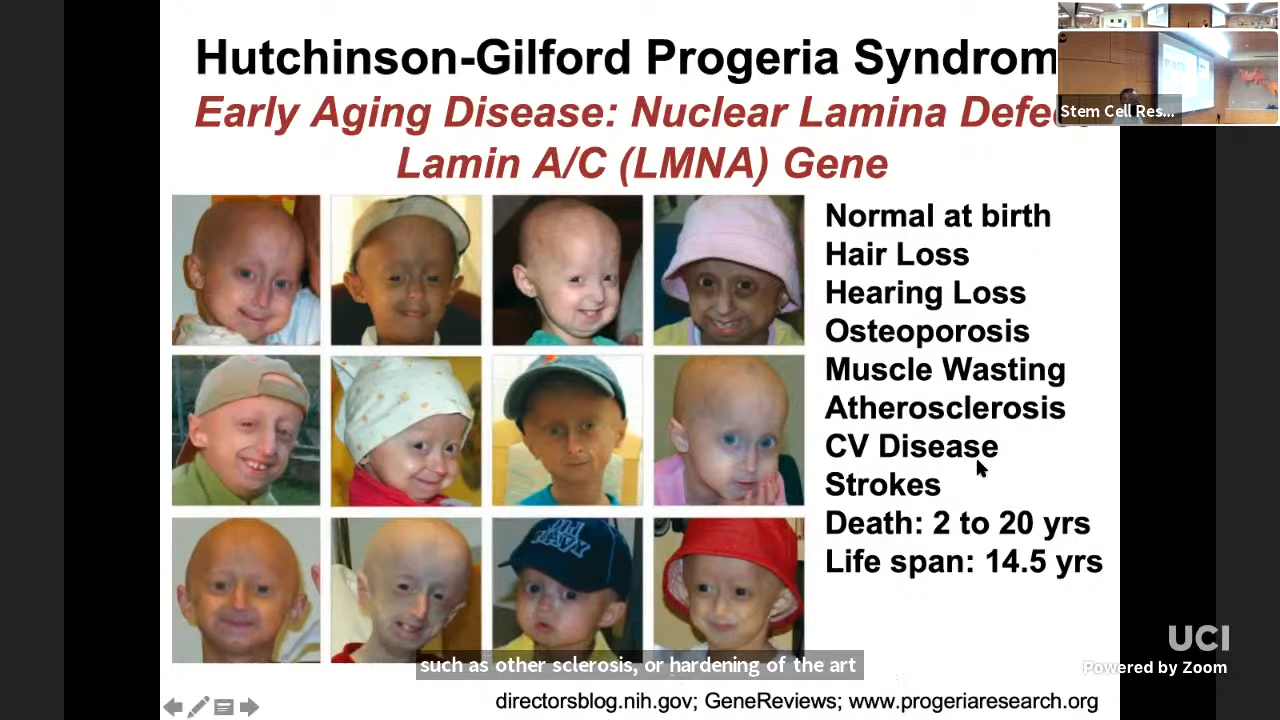 Hutchinson-Gilford Progeria Syndrom
Early Aging Disease: Nuclear Lamina Defe
Lamin A/C (LMNA) Gene
Stem Cell Res...
Normal at birth
Hair Loss
Hearing Loss
Osteoporosis
Muscle Wasting
Atherosclerosis
CV Disease
Strokes
Death: 2 to 20 yrs
Life span: 14.5 yrs
NAVY
such as other sclerosis, or hardening of the art
UCI
Powered by Zoom
directorsblog.nih.gov; GeneReviews; www.progeriaresearch.org